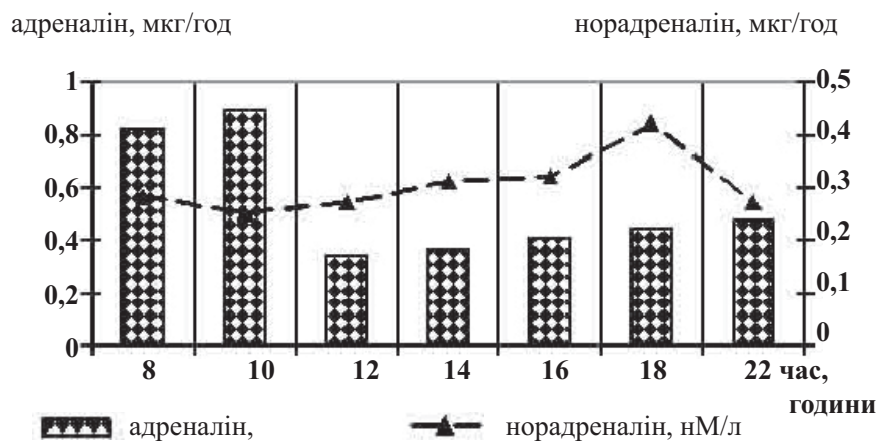 адреналін, мкг/год норадреналін, мкг/год
1 0,5
0,8 0,4
0,6 0,3
0,4 0,2
0,2 0,1
0 0
8 10 12 14 16 18 22 час,
години
адреналін, норадреналін, нМ/л